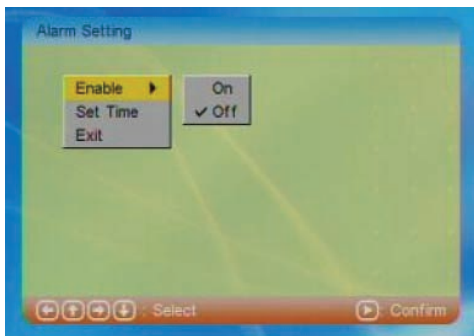 Alarm Setting
Enable
On
Set Time
✓ Off
Exit
: Select
: Confirm